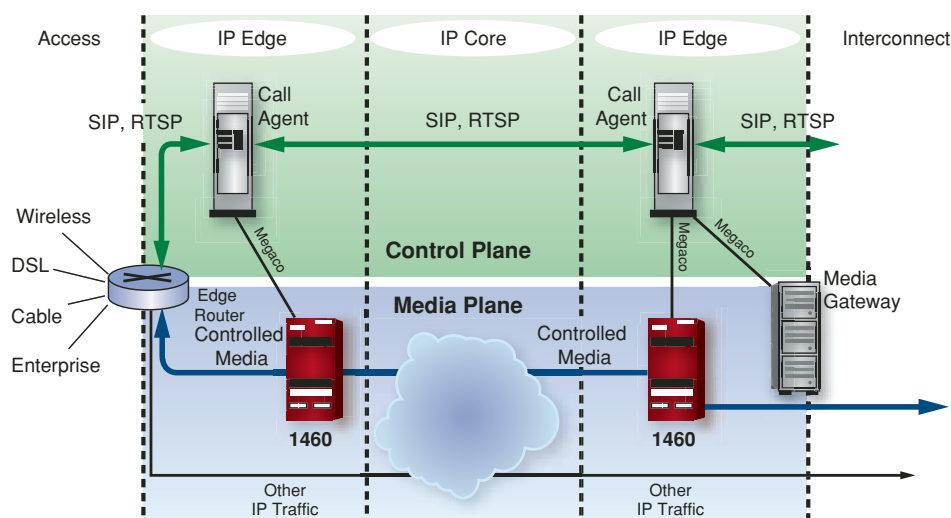 Access
IP Edge
IP Core
IP Edge
Interconnect
Call
Agent
Call
Agent
SIP, RTSP
SIP, RTSP
SIP, RTSP
Megaco
Megaco
Megaco
Control Plane
Media Plane
Wireless
DSL
Cable
Enterprise
Edge
Router
Controlled
Media
Controlled
Media
Media
Gateway
1460
1460
Other
IP Traffic
Other
IP Traffic